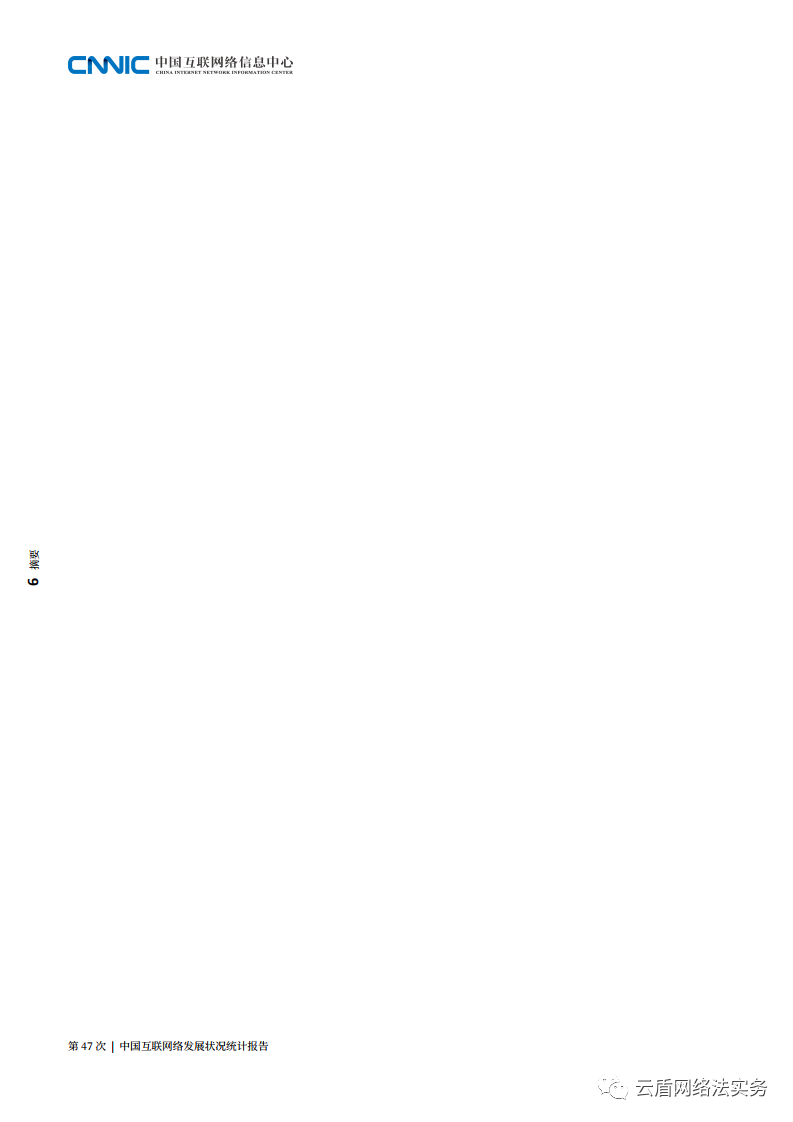 CNNIC 中国互联网络信息中心
CHINA INTERNET NETWORK INFORMATION CENTER
6 摘要
第 47 次 | 中国互联网络发展状况统计报告
云盾网络法实务